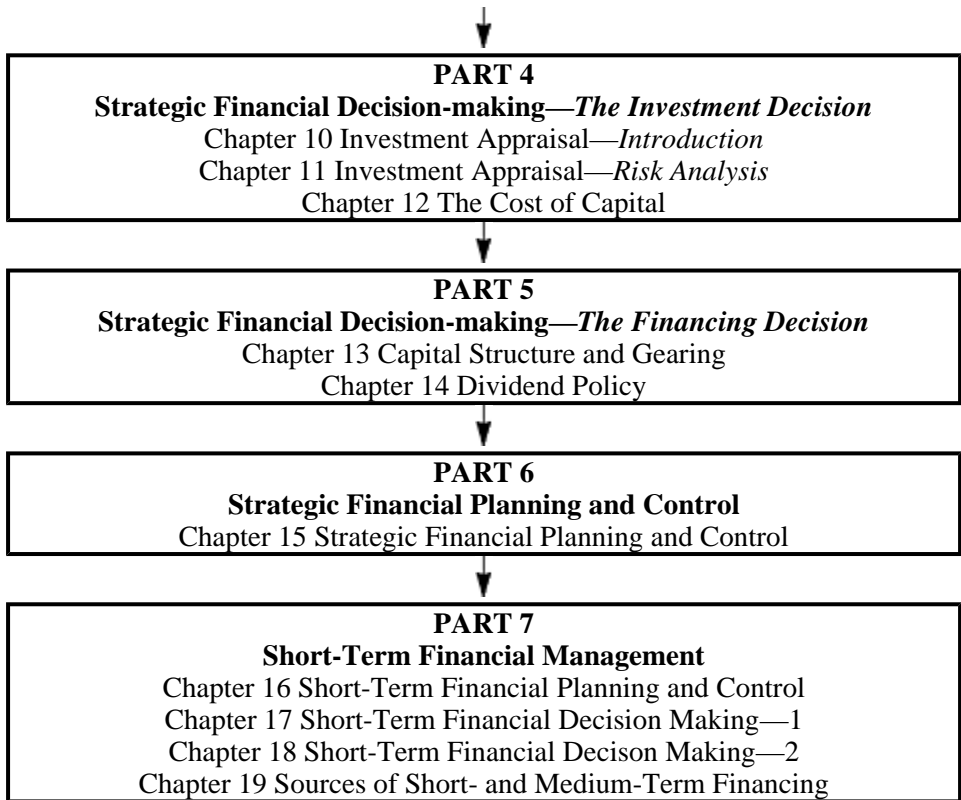 PART 4
Strategic Financial Decision-making—The Investment Decision
Chapter 10 Investment Appraisal—Introduction
Chapter 11 Investment Appraisal—Risk Analysis
Chapter 12 The Cost of Capital
PART 5
Strategic Financial Decision-making—The Financing Decision
Chapter 13 Capital Structure and Gearing
Chapter 14 Dividend Policy
PART 6
Strategic Financial Planning and Control
Chapter 15 Strategic Financial Planning and Control
PART 7
Short-Term Financial Management
Chapter 16 Short-Term Financial Planning and Control
Chapter 17 Short-Term Financial Decision Making—1
Chapter 18 Short-Term Financial Decison Making—2
Chapter 19 Sources of Short- and Medium-Term Financing